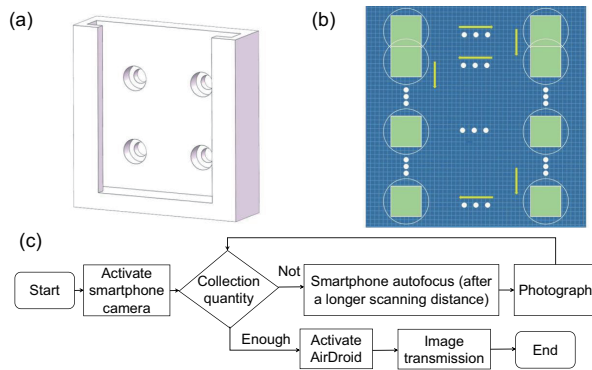 (a)
(b)
(c)
Start
Activate
smartphone
camera
Collection
quantity
Not
Smartphone autofocus (after
a longer scanning distance)
Photograph
Enough
Activate
AirDroid
Image
transmission
End